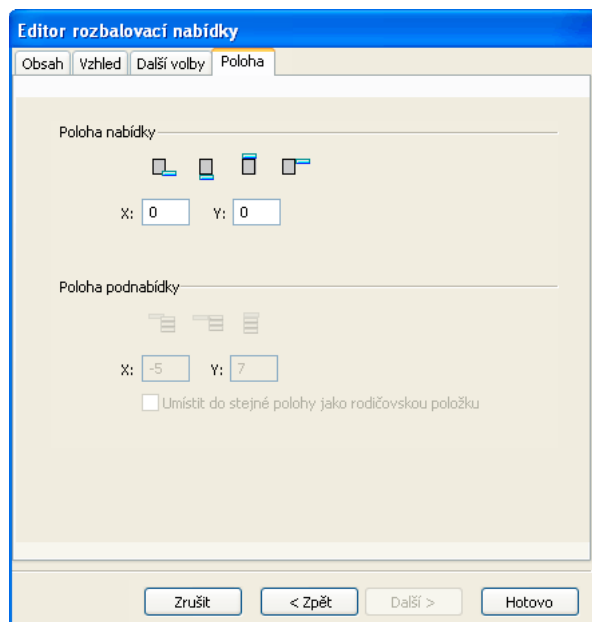 Editor rozbalovací nabídky
Obsah Vzhled Další volby Poloha
Poloha nabídky
X: 0 Y: 0
Poloha podnabídky
X: -5 Y: 7
Umístit do stejné polohy jako rodičovskou položku
Zrušit < Zpět Další > Hotovo